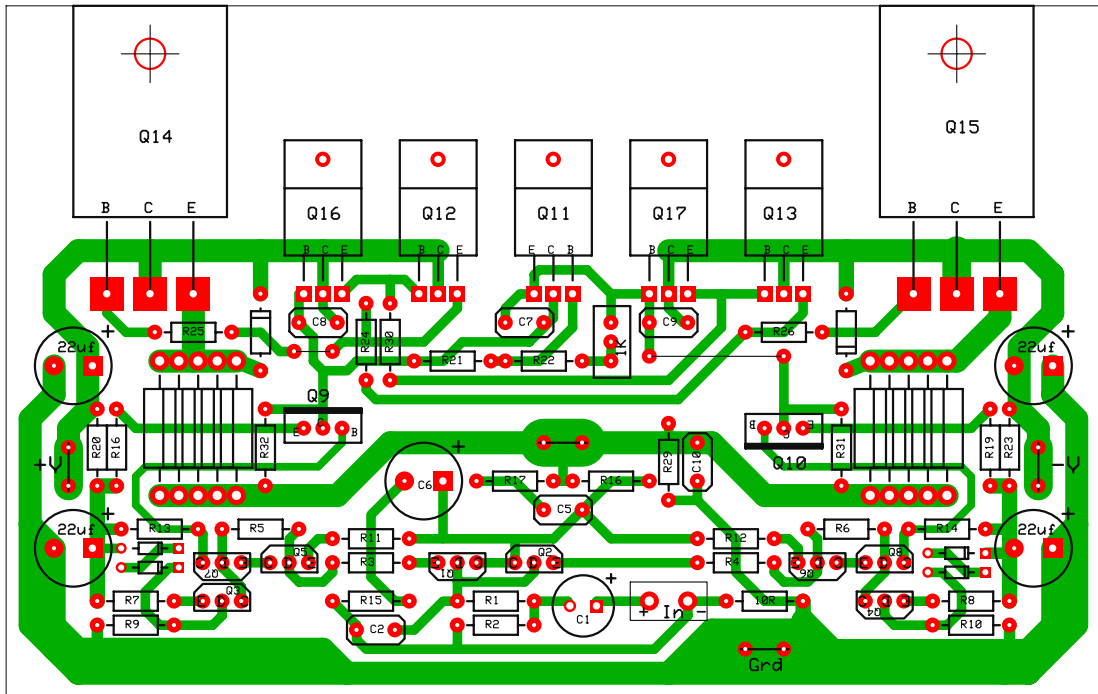 Q14
Q15
B C E
B C E
Q16
Q12
Q11
Q17
Q13
B C E
B C E
E C B
B C E
B C E
R25
C8
R24
R30
C7
1K
C9
R26
R21
R22
22uf +
22uf +
Q9
E C B
B C E
Q10
R20
R16
R32
R29
C10
R31
R19
R23
+V
-V
C6 +
R17
R16
C5
22uf +
22uf +
R13
R5
R11
R12
R6
R14
Q7
Q5
R3
Q1
Q2
R4
Q6
Q8
R7
Q3
R15
R1
C1 +
+ In -
10R
Q4
R8
R9
C2
R2
R10
Grd